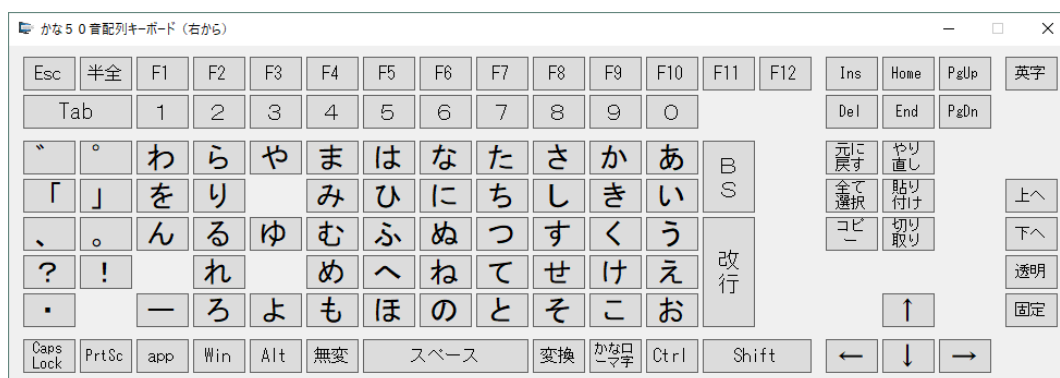 かな５０音配列キーボード（右から）
Esc 半全 F1 F2 F3 F4 F5 F6 F7 F8 F9 F10 F11 F12 Ins Home PgUp 英字
Tab 1 2 3 4 5 6 7 8 9 0 Del End PgDn
゛ ゜ わ ら や ま は な た さ か あ BS 元に戻す やり直し
「 」 を り み ひ に ち し き い 全て選択 貼り付け 上へ
、 。 ん る ゆ む ふ ぬ つ す く う 改行 コピー 切り取り 下へ
? ! れ め へ ね て せ け え 透明
・ ー ろ よ も ほ の と そ こ お ↑ 固定
Caps Lock PrtSc app Win Alt 無変 スペース 変換 かなローマ字 Ctrl Shift ← ↓ →